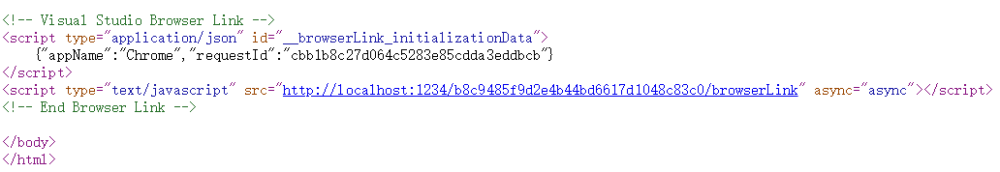 <!-- Visual Studio Browser Link -->
<script type="application/json" id="__browserLink_initializationData">
    {"appName":"Chrome","requestId":"cbb1b8c27d064c5283e85cdda3eddbcb"}
</script>
<script type="text/javascript" src="http://localhost:1234/b8c9485f9d2e4b44bd6617d1048c83c0/browserLink" async="async"></script>
<!-- End Browser Link -->

</body>
</html>